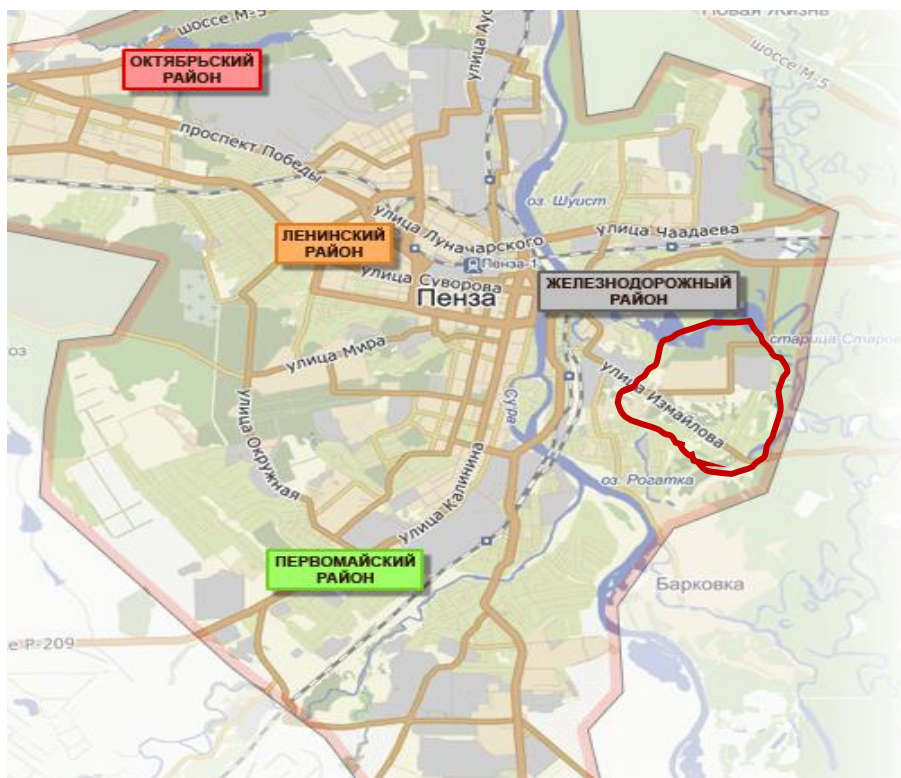 Новая Жизнь
шоссе М-5
шоссе М-5
ОКТЯБРЬСКИЙ
РАЙОН
улица Аус
проспект Победы
оз. Шуист
улица Луначарского
улица Чаадаева
ЛЕНИНСКИЙ
РАЙОН
Пенза-1
улица Суворова
Пенза
ЖЕЛЕЗНОДОРОЖНЫЙ
РАЙОН
старица Старое
оз
улица Мира
улица Измайлова
Сура
улица Окружная
улица Калинина
оз. Рогатка
ПЕРВОМАЙСКИЙ
РАЙОН
Барковка
е Р-209